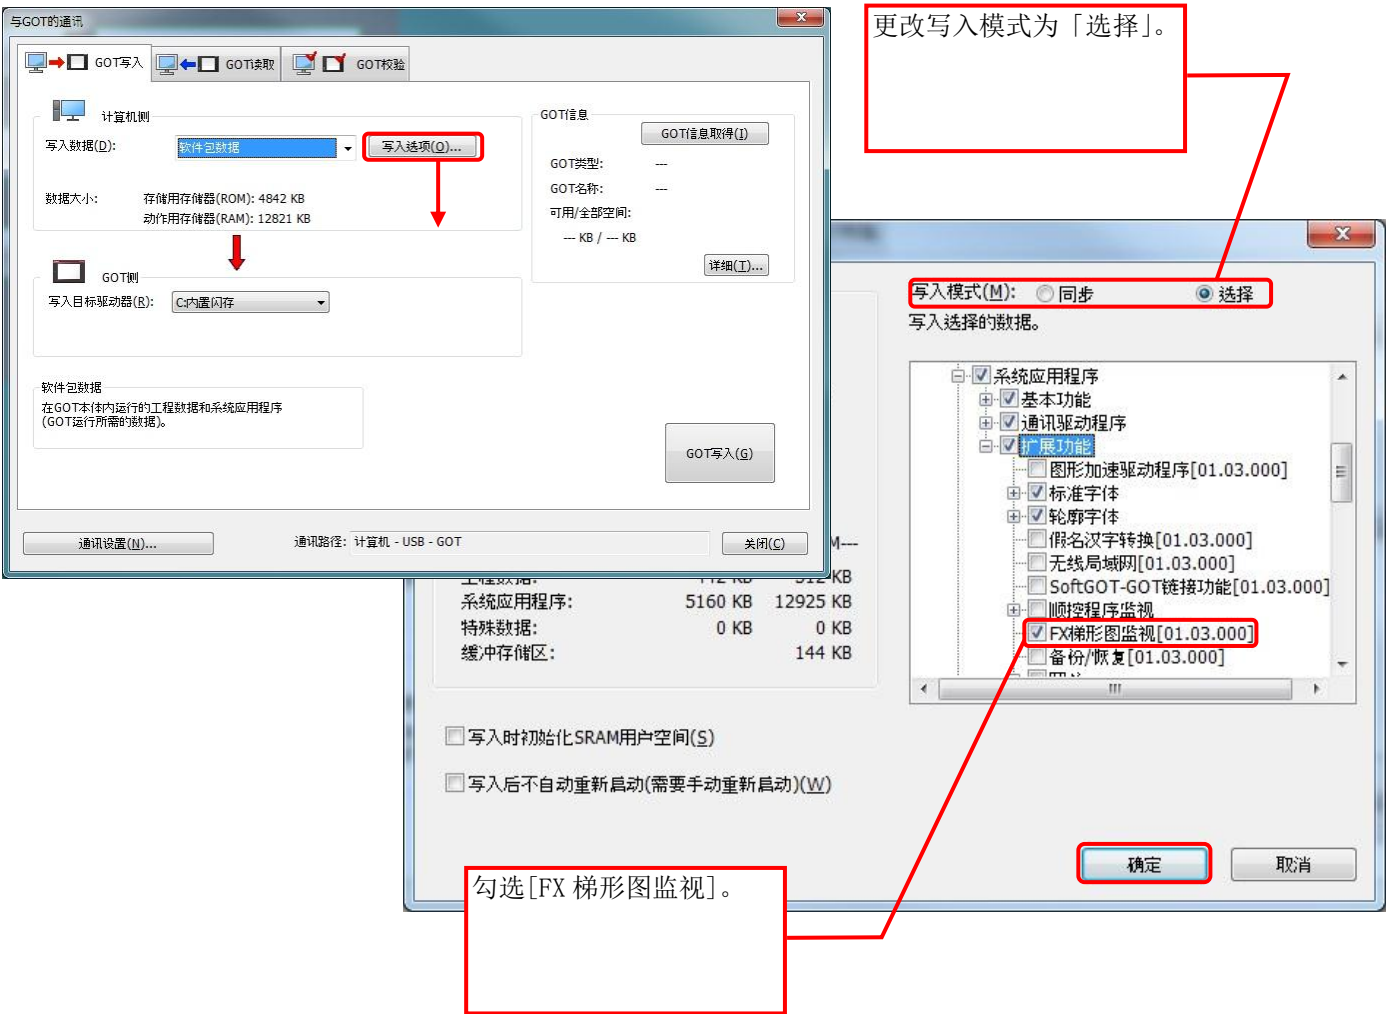 与GOT的通讯
GOT写入
GOT读取
GOT校验
计算机侧
写入数据(D):
软件包数据
写入选项(O)...
数据大小:
存储用存储器(ROM): 4842 KB
动作用存储器(RAM): 12821 KB
GOT侧
写入目标驱动器(R):
C:内置闪存
软件包数据
在GOT本体内运行的工程数据和系统应用程序
(GOT运行所需的数据)。
GOT信息
GOT信息取得(I)
GOT类型: ---
GOT名称: ---
可用/全部空间:
--- KB / --- KB
详细(T)...
GOT写入(G)
通讯设置(N)...
通讯路径: 计算机 - USB - GOT
关闭(C)
更改写入模式为「选择」。
写入模式(M): 同步 选择
写入选择的数据。
系统应用程序
基本功能
通讯驱动程序
扩展功能
图形加速驱动程序[01.03.000]
标准字体
轮廓字体
假名汉字转换[01.03.000]
无线局域网[01.03.000]
SoftGOT-GOT链接功能[01.03.000]
顺控程序监视
FX梯形图监视[01.03.000]
备份/恢复[01.03.000]
系统应用程序: 5160 KB 12925 KB
特殊数据: 0 KB 0 KB
缓冲存储区: 144 KB
写入时初始化SRAM用户空间(S)
写入后不自动重新启动(需要手动重新启动)(W)
确定
取消
勾选[FX 梯形图监视]。